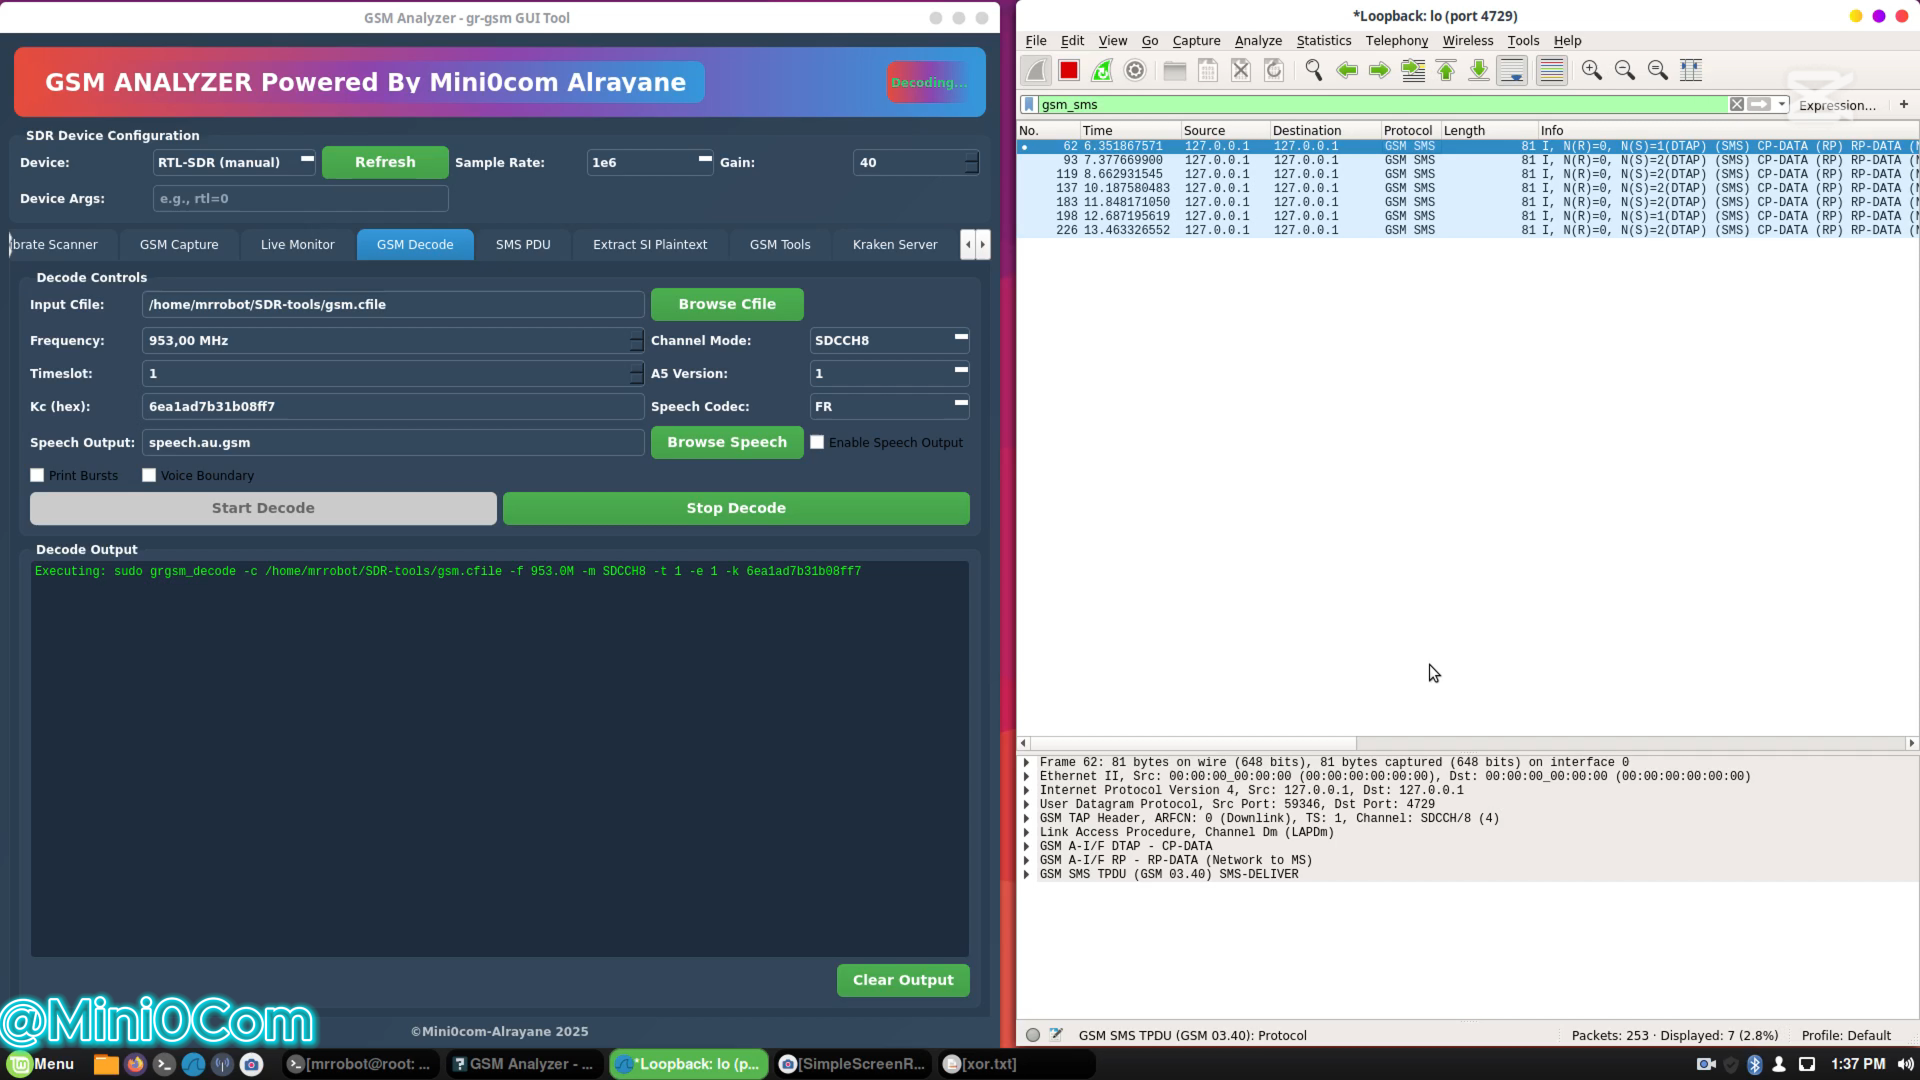 GSM Analyzer - gr-gsm GUI Tool
GSM ANALYZER Powered By Mini0com Alrayane
Decoding...
SDR Device Configuration
Device: RTL-SDR (manual) Refresh Sample Rate: 1e6 Gain: 40
Device Args: e.g., rtl=0
brate Scanner GSM Capture Live Monitor GSM Decode SMS PDU Extract SI Plaintext GSM Tools Kraken Server
Decode Controls
Input Cfile: /home/mrrobot/SDR-tools/gsm.cfile Browse Cfile
Frequency: 953,00 MHz Channel Mode: SDCCH8
Timeslot: 1 A5 Version: 1
Kc (hex): 6ea1ad7b31b08ff7 Speech Codec: FR
Speech Output: speech.au.gsm Browse Speech Enable Speech Output
Print Bursts Voice Boundary
Start Decode Stop Decode
Decode Output
Executing: sudo grgsm_decode -c /home/mrrobot/SDR-tools/gsm.cfile -f 953.0M -m SDCCH8 -t 1 -e 1 -k 6ea1ad7b31b08ff7
Clear Output
@Mini0Com
©Mini0com-Alrayane 2025
*Loopback: lo (port 4729)
File Edit View Go Capture Analyze Statistics Telephony Wireless Tools Help
gsm_sms Expression... +
No. Time Source Destination Protocol Length Info
62 6.351867571 127.0.0.1 127.0.0.1 GSM SMS 81 I, N(R)=0, N(S)=1(DTAP) (SMS) CP-DATA (RP) RP-DATA (N
93 7.377669900 127.0.0.1 127.0.0.1 GSM SMS 81 I, N(R)=0, N(S)=2(DTAP) (SMS) CP-DATA (RP) RP-DATA (N
119 8.662931545 127.0.0.1 127.0.0.1 GSM SMS 81 I, N(R)=0, N(S)=2(DTAP) (SMS) CP-DATA (RP) RP-DATA (N
137 10.187580483 127.0.0.1 127.0.0.1 GSM SMS 81 I, N(R)=0, N(S)=2(DTAP) (SMS) CP-DATA (RP) RP-DATA (N
183 11.848171050 127.0.0.1 127.0.0.1 GSM SMS 81 I, N(R)=0, N(S)=2(DTAP) (SMS) CP-DATA (RP) RP-DATA (N
198 12.687195619 127.0.0.1 127.0.0.1 GSM SMS 81 I, N(R)=0, N(S)=1(DTAP) (SMS) CP-DATA (RP) RP-DATA (N
226 13.463326552 127.0.0.1 127.0.0.1 GSM SMS 81 I, N(R)=0, N(S)=2(DTAP) (SMS) CP-DATA (RP) RP-DATA (N
Frame 62: 81 bytes on wire (648 bits), 81 bytes captured (648 bits) on interface 0
Ethernet II, Src: 00:00:00_00:00:00 (00:00:00:00:00:00), Dst: 00:00:00_00:00:00 (00:00:00:00:00:00)
Internet Protocol Version 4, Src: 127.0.0.1, Dst: 127.0.0.1
User Datagram Protocol, Src Port: 59346, Dst Port: 4729
GSM TAP Header, ARFCN: 0 (Downlink), TS: 1, Channel: SDCCH/8 (4)
Link Access Procedure, Channel Dm (LAPDm)
GSM A-I/F DTAP - CP-DATA
GSM A-I/F RP - RP-DATA (Network to MS)
GSM SMS TPDU (GSM 03.40) SMS-DELIVER
GSM SMS TPDU (GSM 03.40): Protocol Packets: 253 · Displayed: 7 (2.8%) Profile: Default
Menu [mrrobot@root: ... GSM Analyzer - ... *Loopback: lo (p... [SimpleScreenR... [xor.txt] 1:37 PM